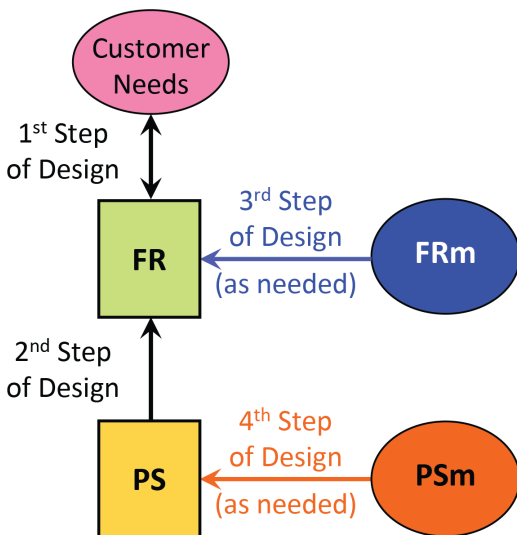 Customer
Needs
1st Step
of Design
3rd Step
of Design
(as needed)
FR
FRm
2nd Step
of Design
4th Step
of Design
(as needed)
PS
PSm